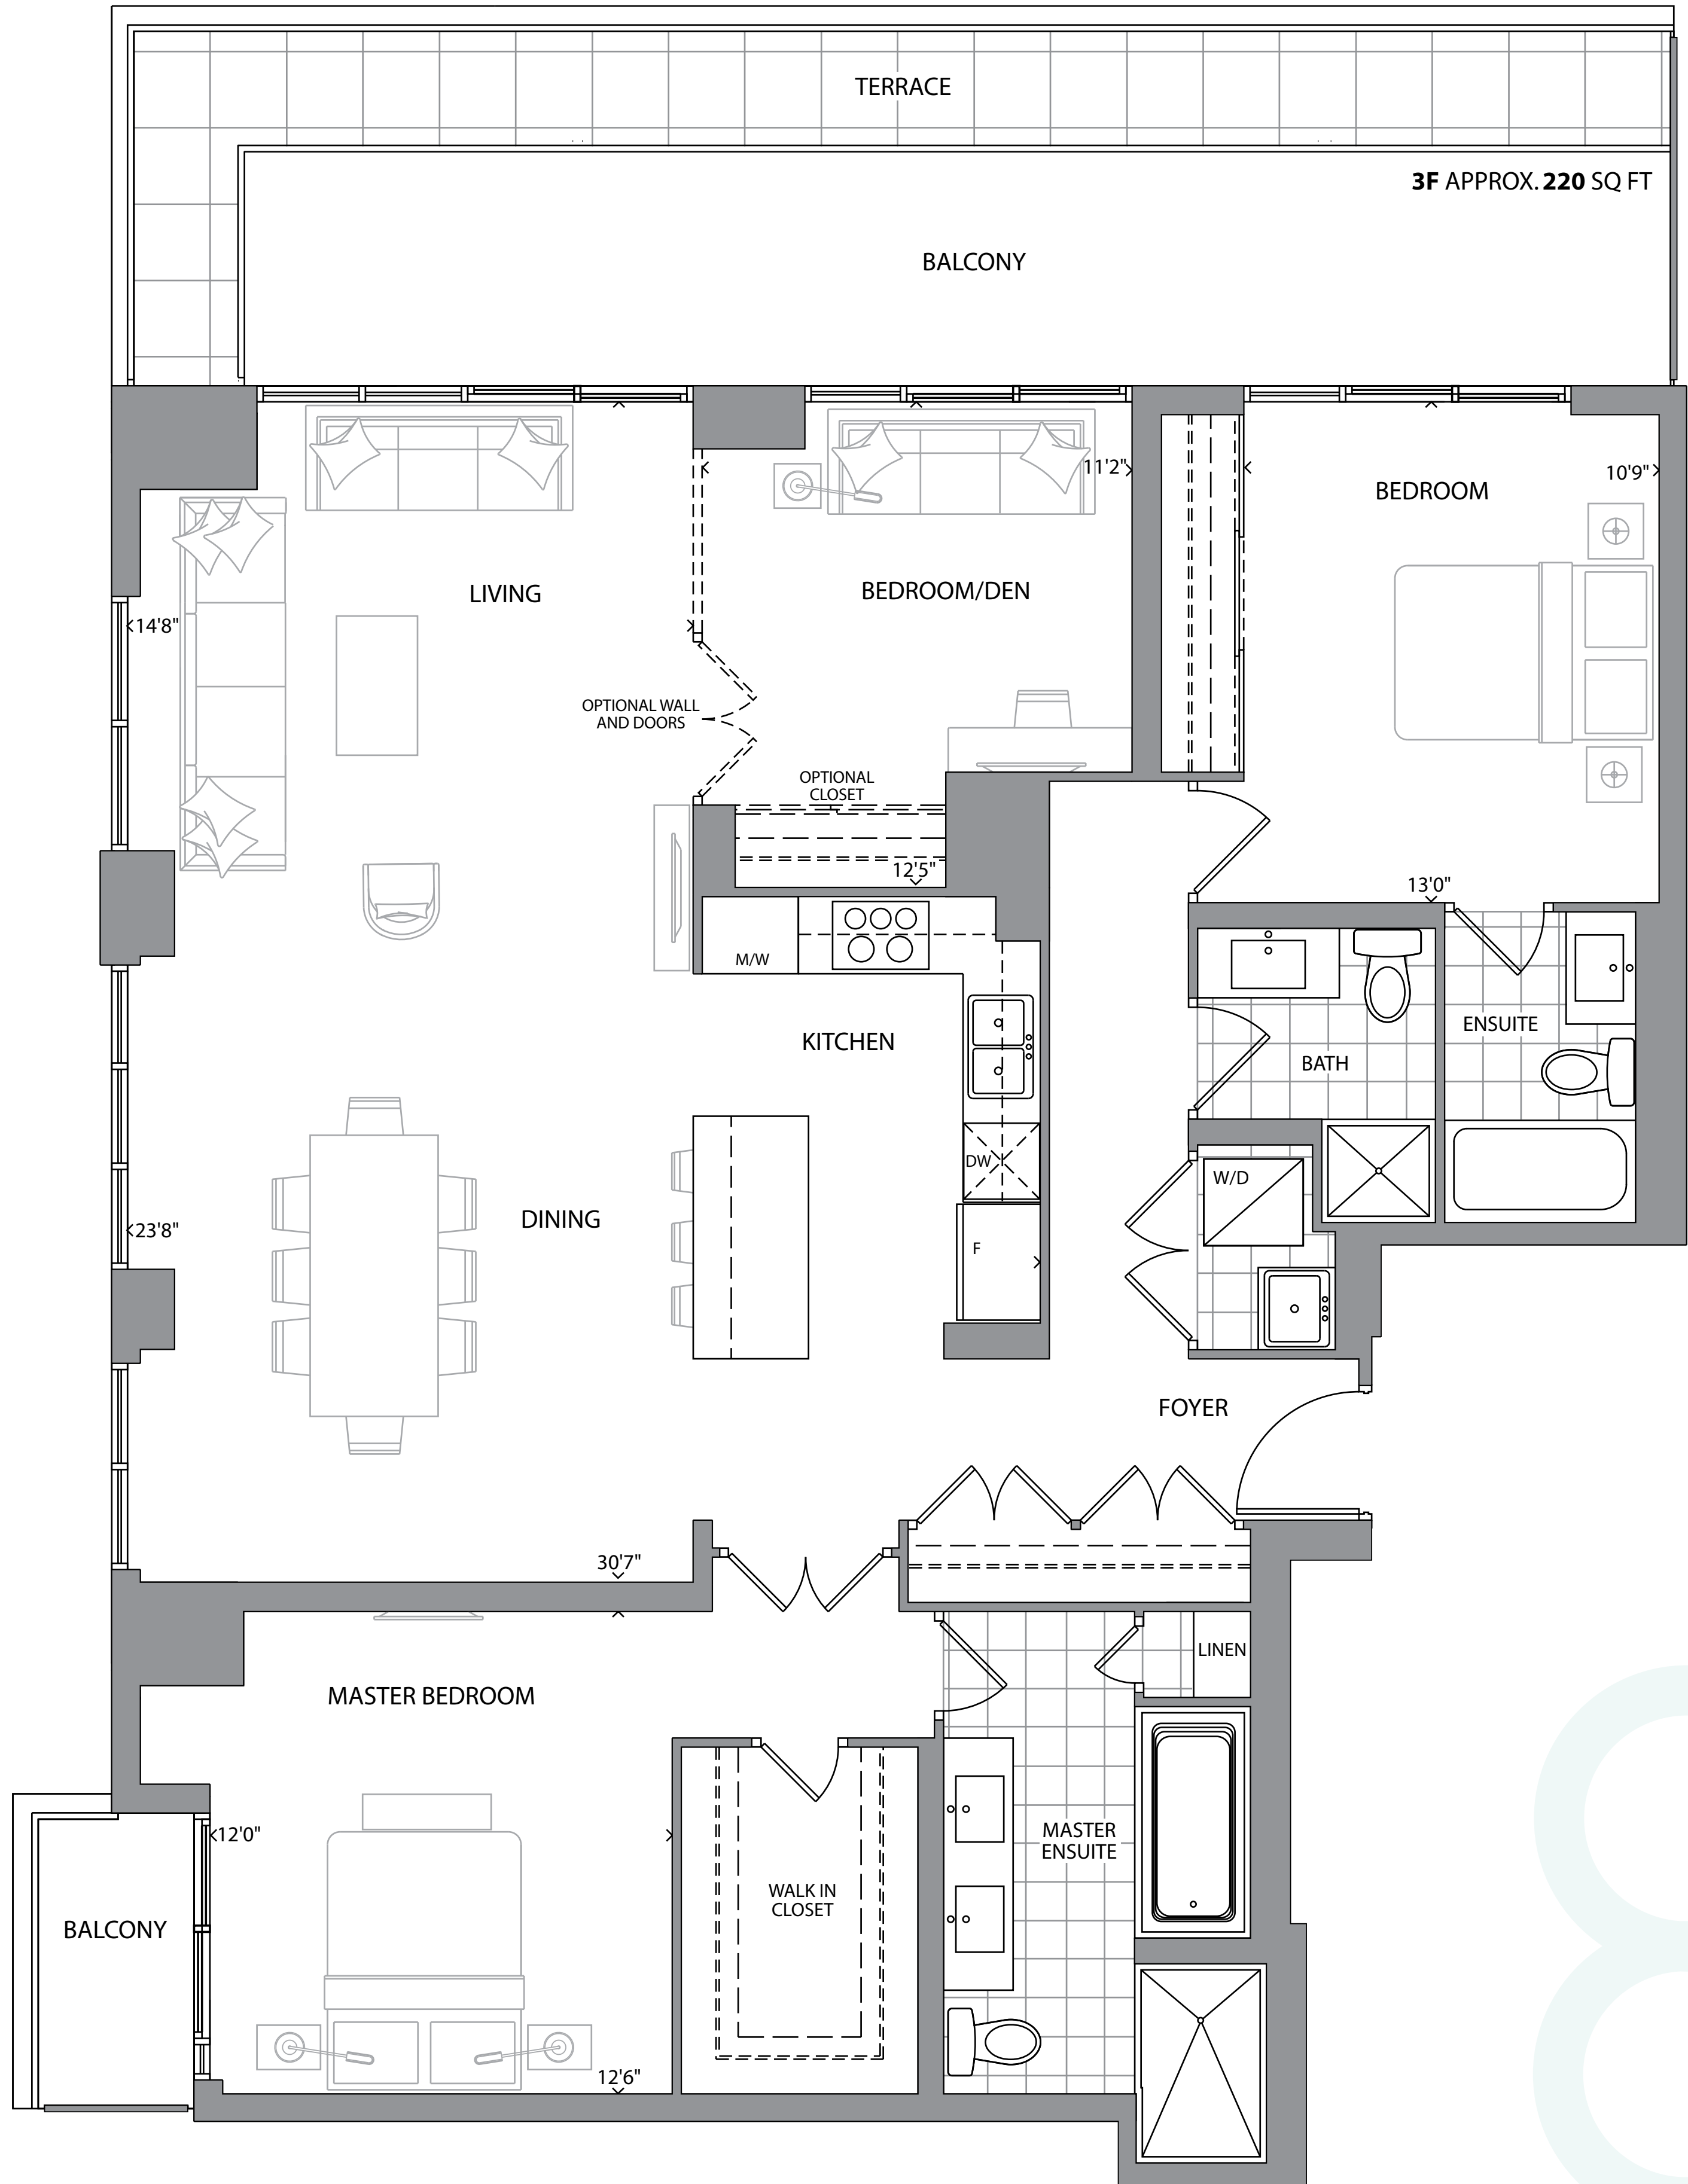 TERRACE
3F APPROX. 220 SQ FT
BALCONY
11'2"
10'9"
BEDROOM
LIVING
BEDROOM/DEN
14'8"
OPTIONAL WALL
AND DOORS
OPTIONAL
CLOSET
12'5"
13'0"
M/W
KITCHEN
ENSUITE
BATH
DW
W/D
23'8"
DINING
F
FOYER
30'7"
LINEN
MASTER BEDROOM
12'0"
MASTER
ENSUITE
WALK IN
CLOSET
BALCONY
12'6"